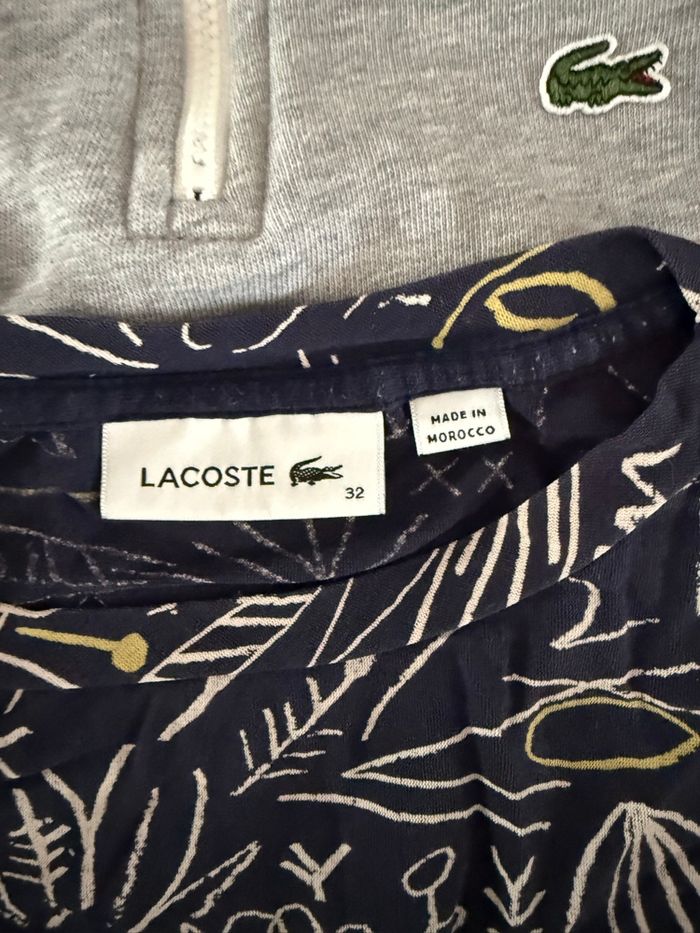 LACOSTE
32
MADE IN
MOROCCO